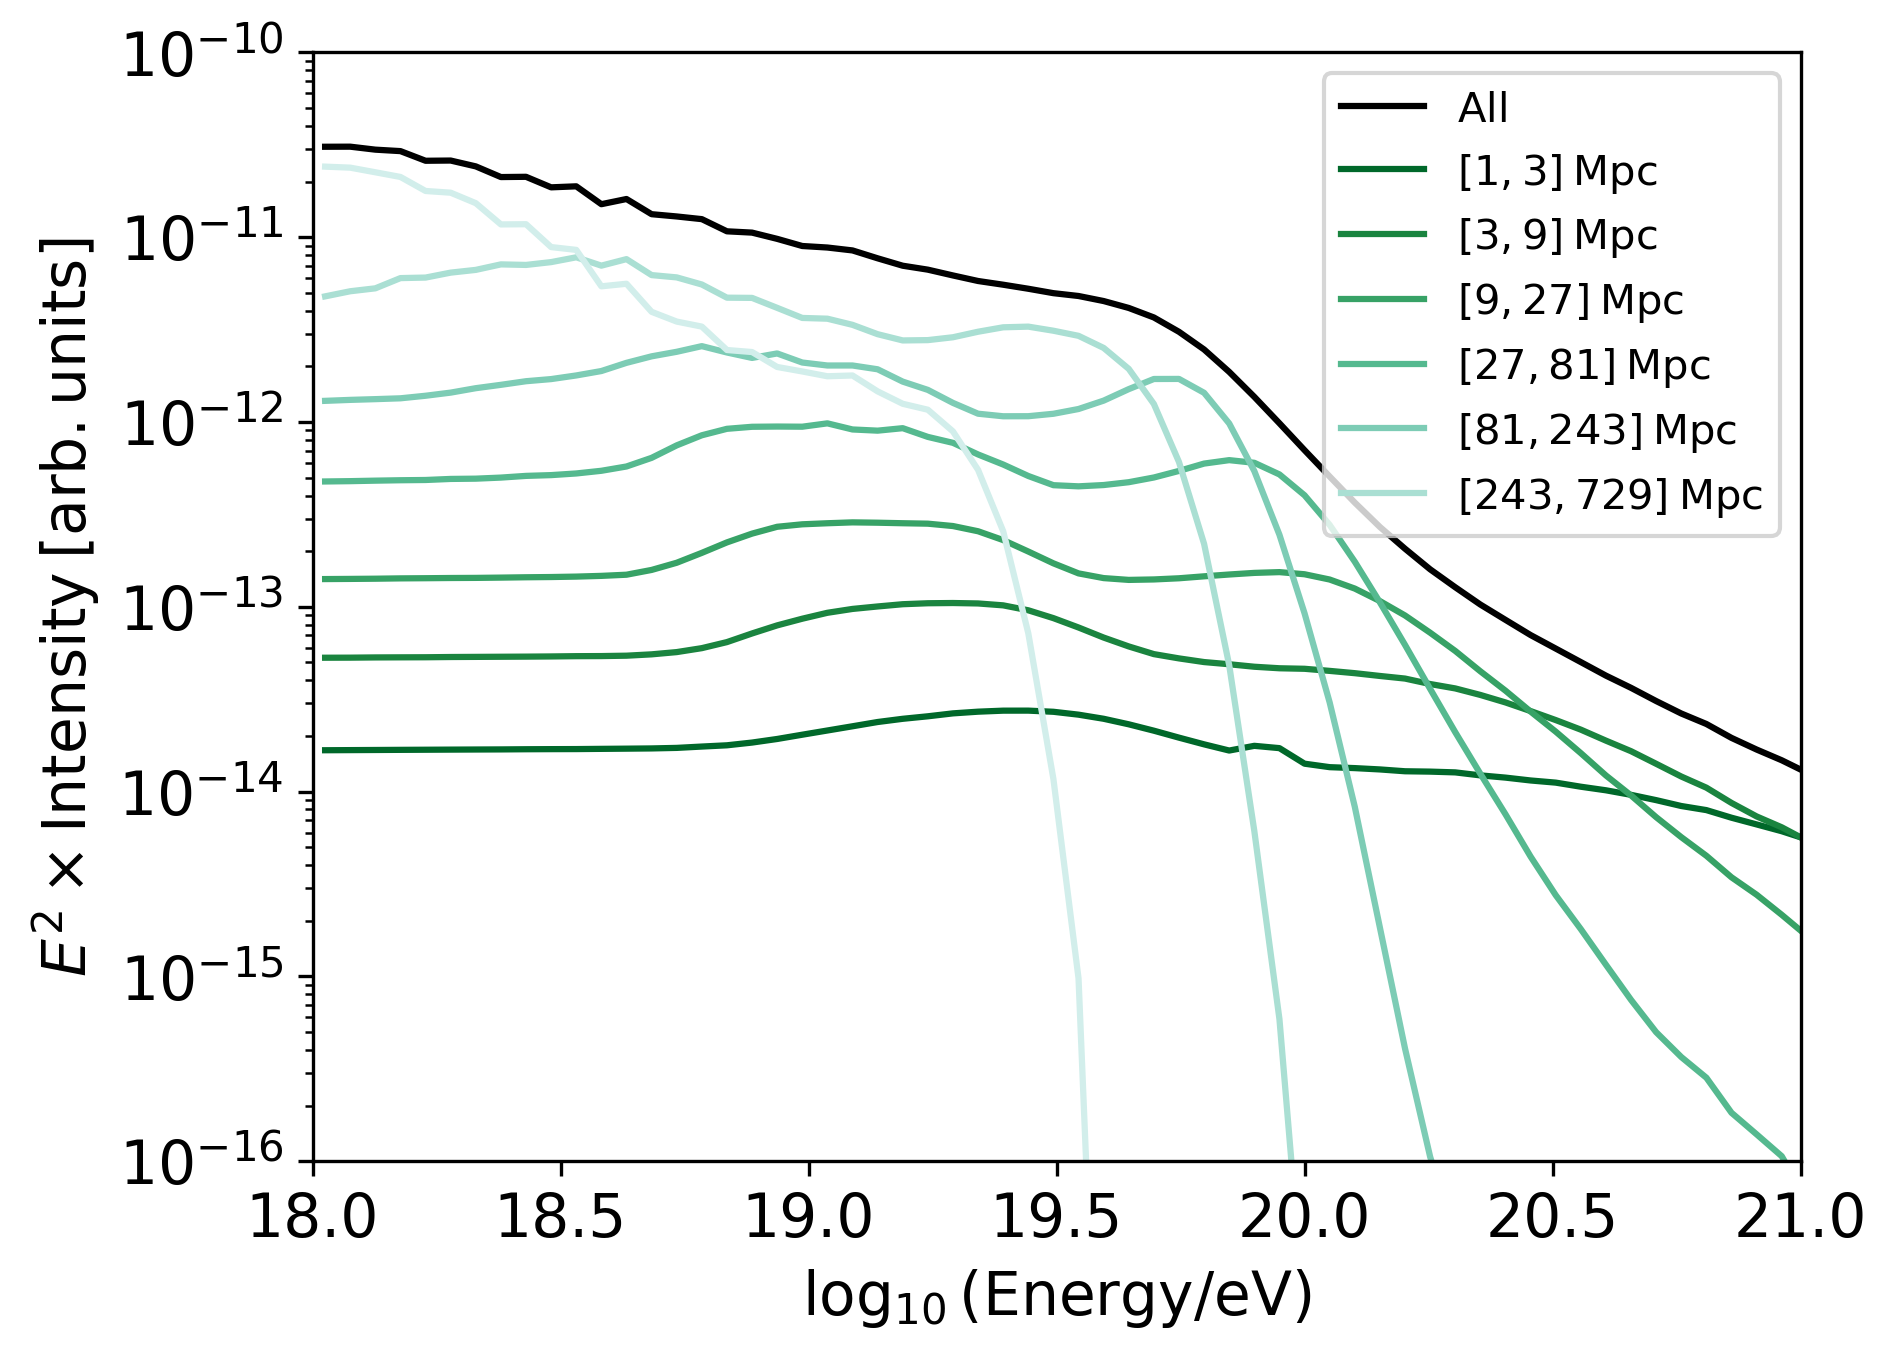 10⁻¹⁰
10⁻¹¹
10⁻¹²
10⁻¹³
10⁻¹⁴
10⁻¹⁵
10⁻¹⁶
E² × Intensity [arb. units]
All
[1, 3] Mpc
[3, 9] Mpc
[9, 27] Mpc
[27, 81] Mpc
[81, 243] Mpc
[243, 729] Mpc
18.0 18.5 19.0 19.5 20.0 20.5 21.0
log₁₀ (Energy/eV)